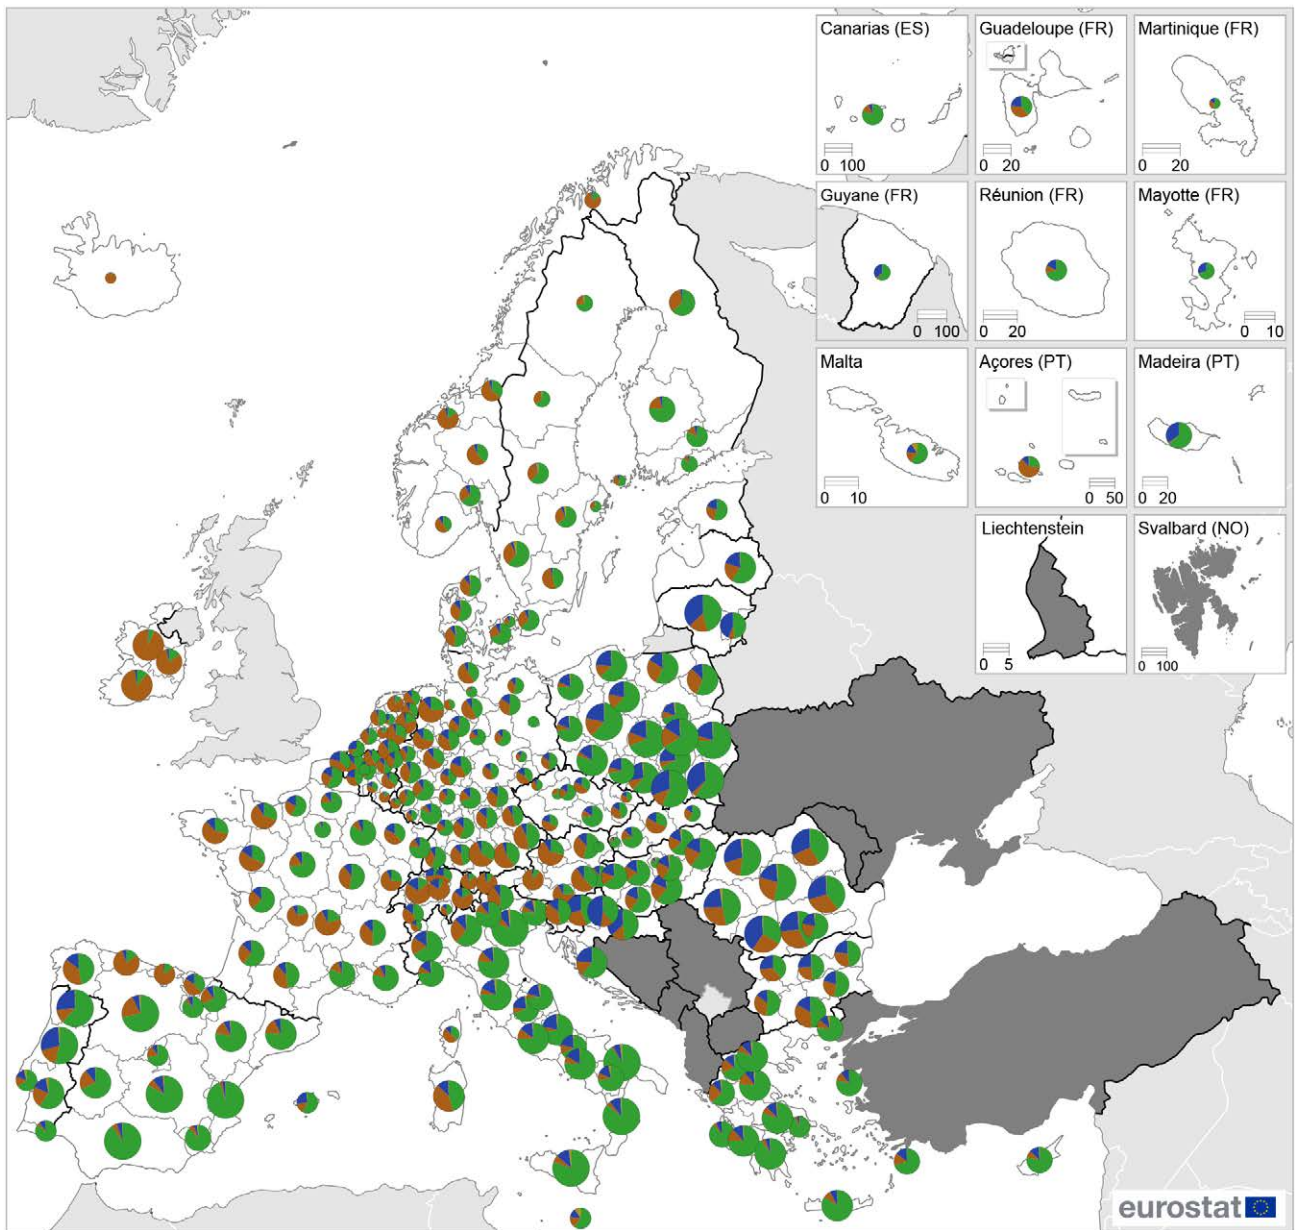 Canarias (ES)
0 100
Guadeloupe (FR)
0 20
Martinique (FR)
0 20
Guyane (FR)
0 100
Réunion (FR)
0 20
Mayotte (FR)
0 10
Malta
0 10
Açores (PT)
0 50
Madeira (PT)
0 20
Liechtenstein
0 5
Svalbard (NO)
0 100
eurostat